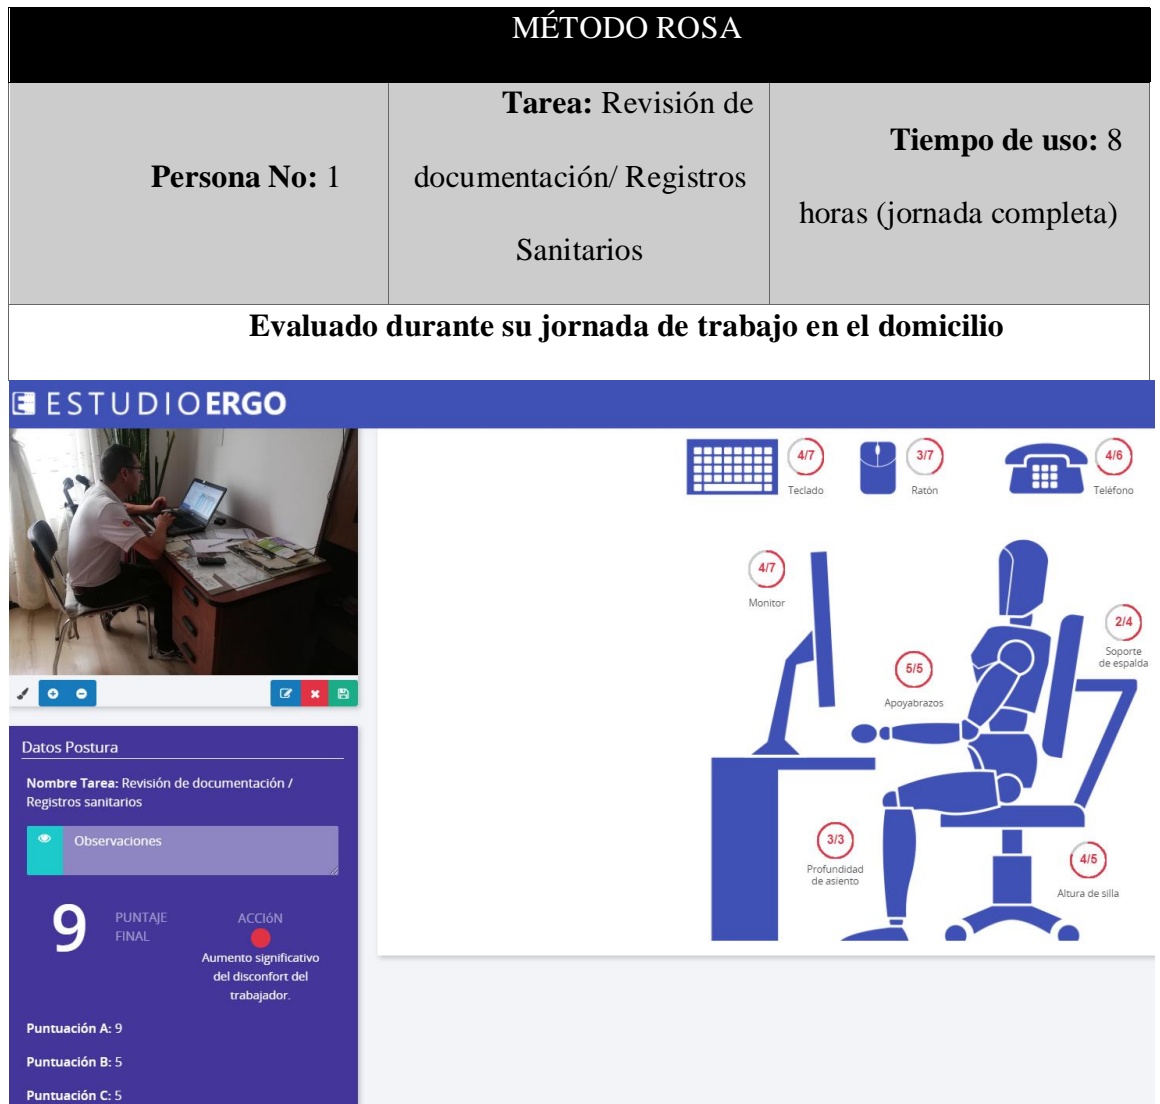 MÉTODO ROSA
Persona No: 1
Tarea: Revisión de
documentación/ Registros
Sanitarios
Tiempo de uso: 8
horas (jornada completa)
Evaluado durante su jornada de trabajo en el domicilio
ESTUDIOERGO
4/7
Teclado
3/7
Ratón
4/6
Teléfono
4/7
Monitor
2/4
Soporte
de espalda
5/5
Apoyabrazos
3/3
Profundidad
de asiento
4/5
Altura de silla
Datos Postura
Nombre Tarea: Revisión de documentación /
Registros sanitarios
Observaciones
9
PUNTAJE
FINAL
ACCIóN
Aumento significativo
del disconfort del
trabajador.
Puntuación A: 9
Puntuación B: 5
Puntuación C: 5